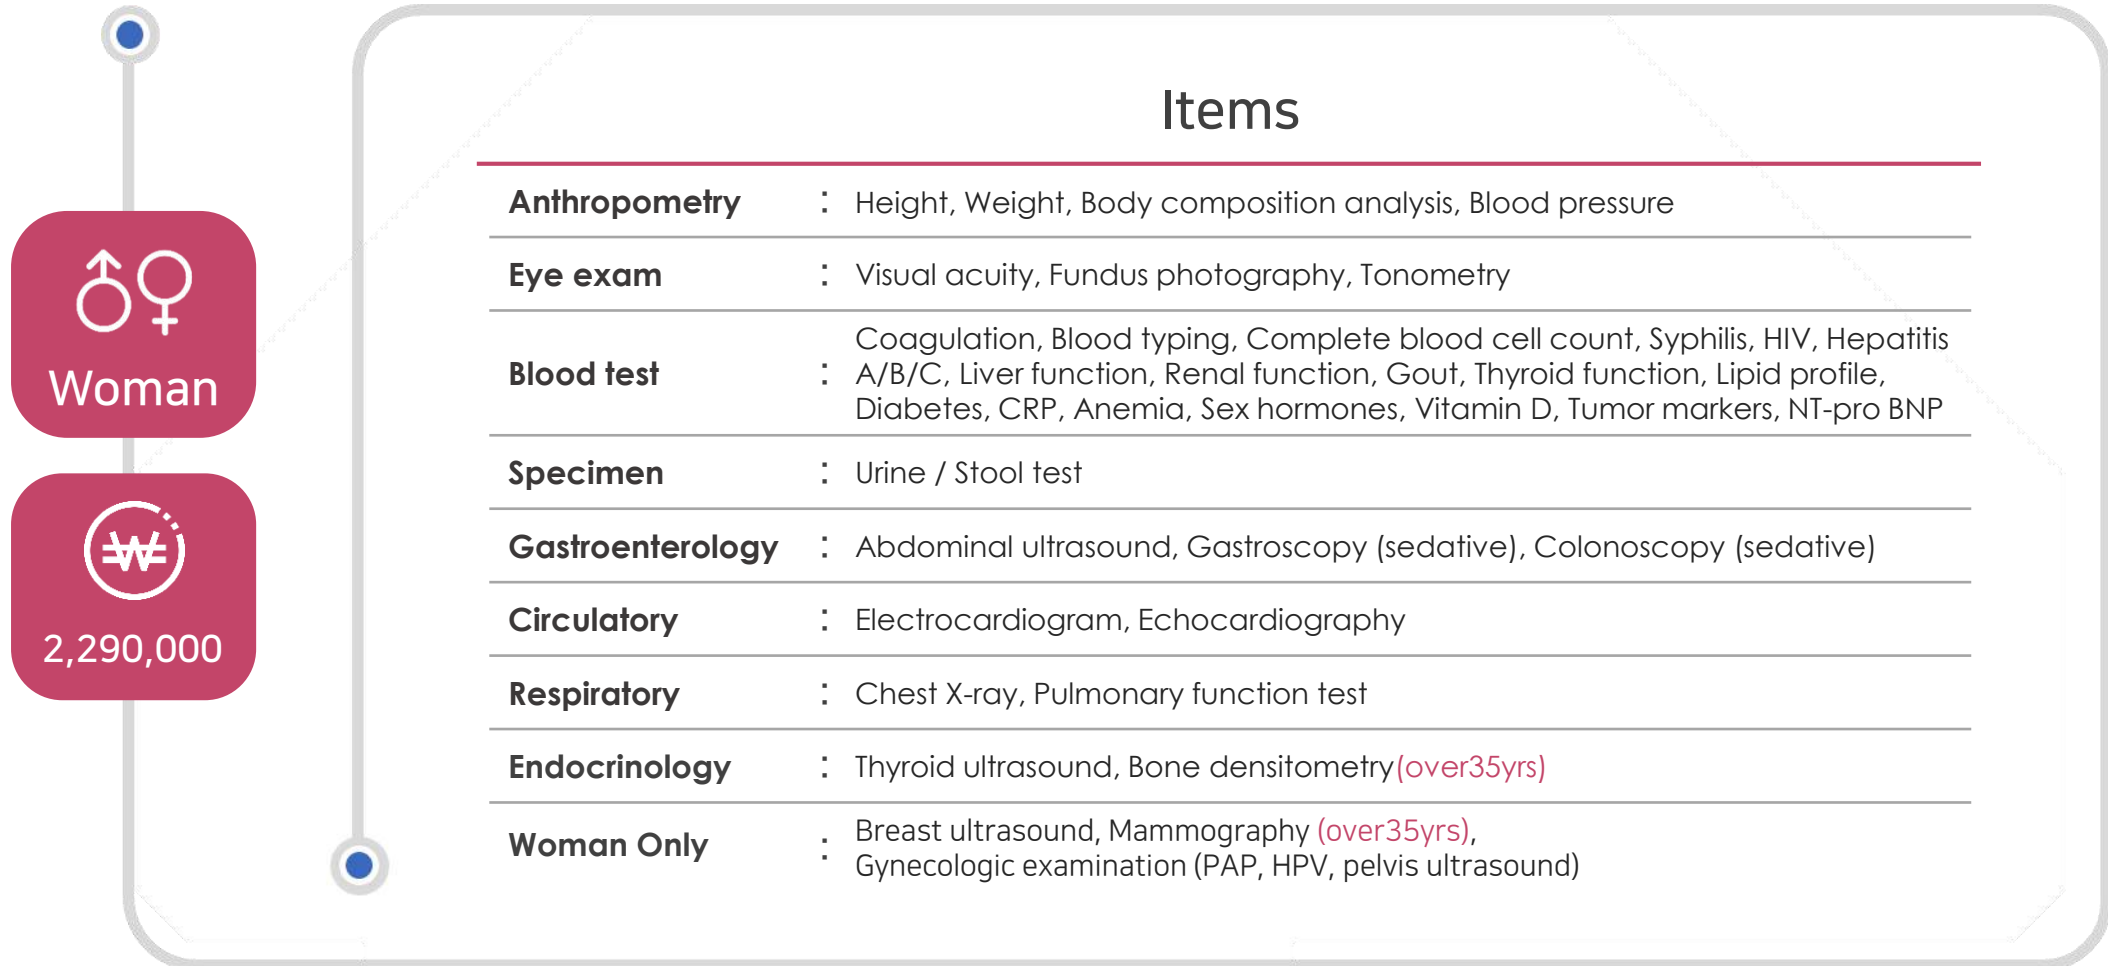 Woman
₩
2,290,000
Items
Anthropometry : Height, Weight, Body composition analysis, Blood pressure
Eye exam : Visual acuity, Fundus photography, Tonometry
Blood test : Coagulation, Blood typing, Complete blood cell count, Syphilis, HIV, Hepatitis
A/B/C, Liver function, Renal function, Gout, Thyroid function, Lipid profile,
Diabetes, CRP, Anemia, Sex hormones, Vitamin D, Tumor markers, NT-pro BNP
Specimen : Urine / Stool test
Gastroenterology : Abdominal ultrasound, Gastroscopy (sedative), Colonoscopy (sedative)
Circulatory : Electrocardiogram, Echocardiography
Respiratory : Chest X-ray, Pulmonary function test
Endocrinology : Thyroid ultrasound, Bone densitometry(over35yrs)
Woman Only : Breast ultrasound, Mammography (over35yrs),
Gynecologic examination (PAP, HPV, pelvis ultrasound)